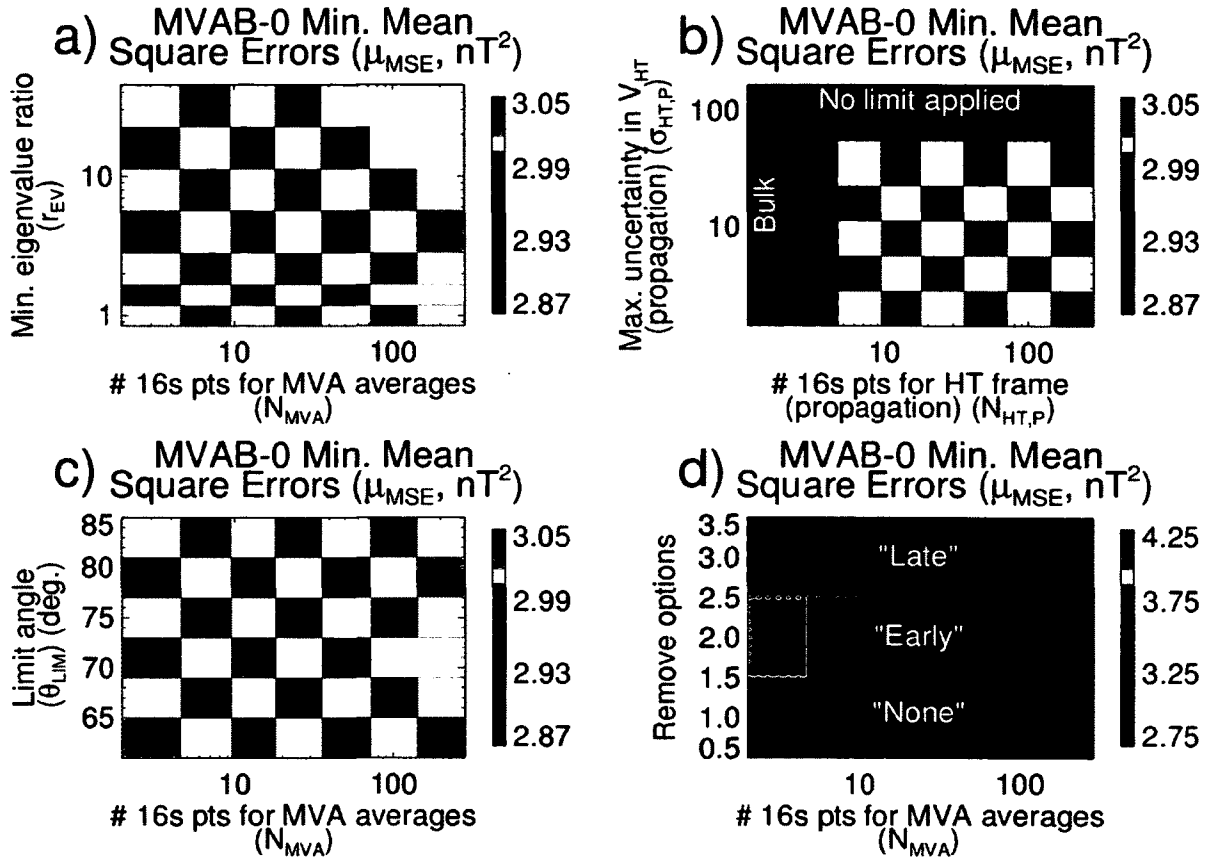 a) MVAB-0 Min. Mean
Square Errors (μMSE, nT²)
Min. eigenvalue ratio
(rEV)
10
1
3.05
2.99
2.93
2.87
10
100
# 16s pts for MVA averages
(NMVA)
b) MVAB-0 Min. Mean
Square Errors (μMSE, nT²)
Max. uncertainty in VHT
(propagation) (σHT,P)
100
10
No limit applied
Bulk
3.05
2.99
2.93
2.87
10
100
# 16s pts for HT frame
(propagation) (NHT,P)
c) MVAB-0 Min. Mean
Square Errors (μMSE, nT²)
Limit angle
(θLIM) (deg.)
85
80
75
70
65
3.05
2.99
2.93
2.87
10
100
# 16s pts for MVA averages
(NMVA)
d) MVAB-0 Min. Mean
Square Errors (μMSE, nT²)
Remove options
3.5
3.0
2.5
2.0
1.5
1.0
0.5
"Late"
"Early"
"None"
4.25
3.75
3.25
2.75
10
100
# 16s pts for MVA averages
(NMVA)